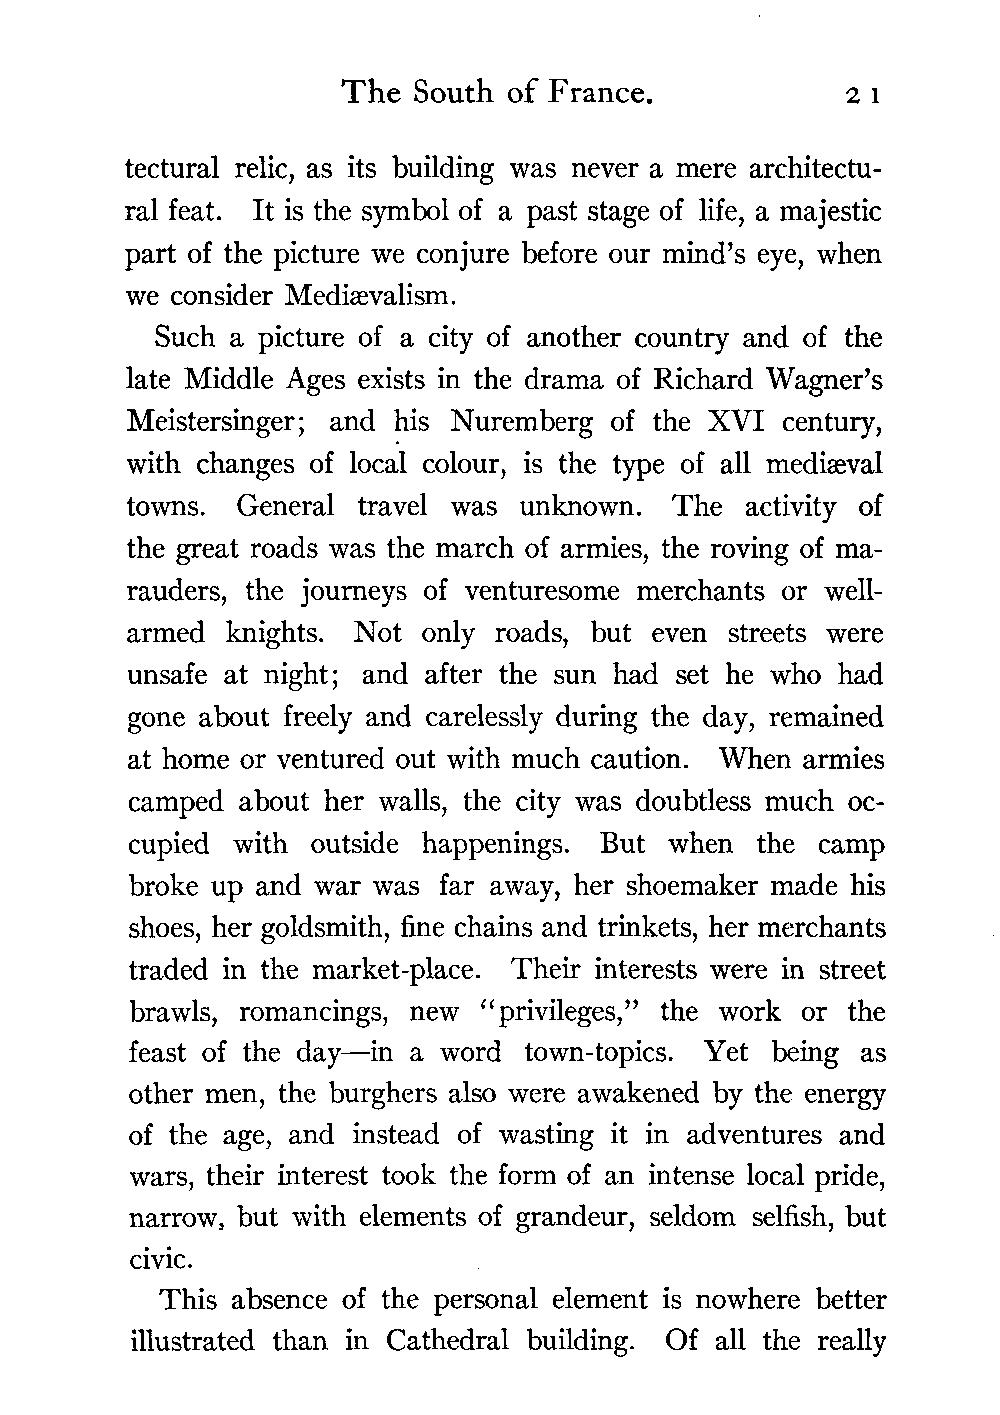 The South of France. 21
tectural relic, as its building was never a mere architectu-
ral feat. It is the symbol of a past stage of life, a majestic
part of the picture we conjure before our mind's eye, when
we consider Mediævalism.
Such a picture of a city of another country and of the
late Middle Ages exists in the drama of Richard Wagner's
Meistersinger; and his Nuremberg of the XVI century,
with changes of local colour, is the type of all mediæval
towns. General travel was unknown. The activity of
the great roads was the march of armies, the roving of ma-
rauders, the journeys of venturesome merchants or well-
armed knights. Not only roads, but even streets were
unsafe at night; and after the sun had set he who had
gone about freely and carelessly during the day, remained
at home or ventured out with much caution. When armies
camped about her walls, the city was doubtless much oc-
cupied with outside happenings. But when the camp
broke up and war was far away, her shoemaker made his
shoes, her goldsmith, fine chains and trinkets, her merchants
traded in the market-place. Their interests were in street
brawls, romancings, new “privileges,” the work or the
feast of the day—in a word town-topics. Yet being as
other men, the burghers also were awakened by the energy
of the age, and instead of wasting it in adventures and
wars, their interest took the form of an intense local pride,
narrow, but with elements of grandeur, seldom selfish, but
civic.
This absence of the personal element is nowhere better
illustrated than in Cathedral building. Of all the really